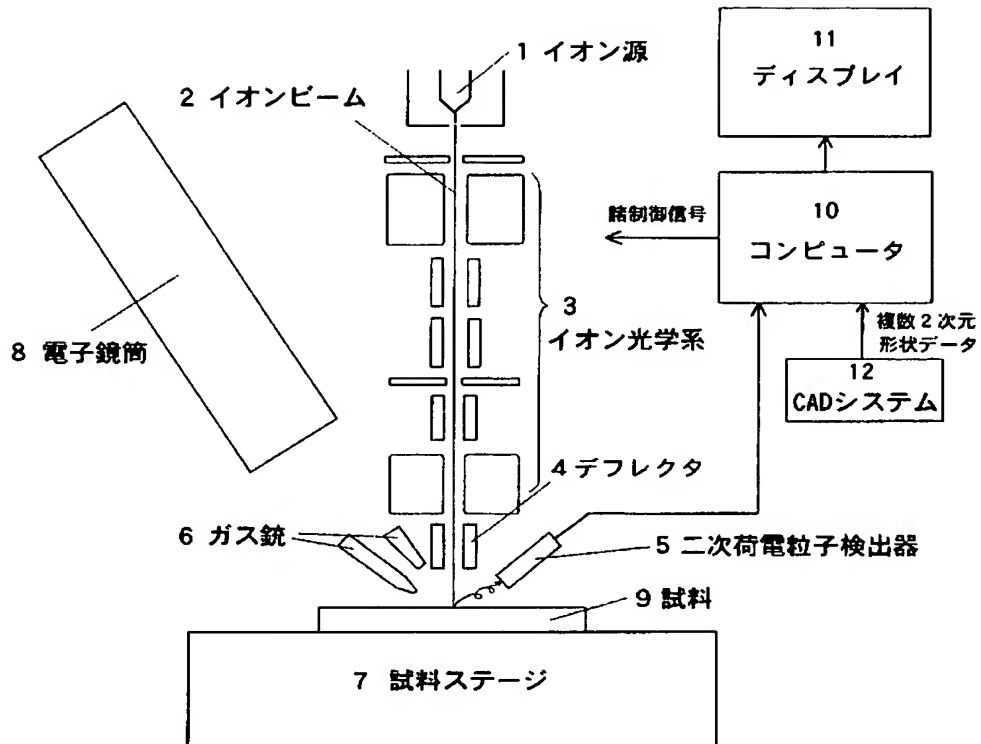 1 イオン源
2 イオンビーム
11
ディスプレイ
諸制御信号
10
コンピュータ
3
イオン光学系
複数2次元
形状データ
12
CADシステム
8 電子鏡筒
4 デフレクタ
6 ガス銃
5 二次荷電粒子検出器
9 試料
7 試料ステージ